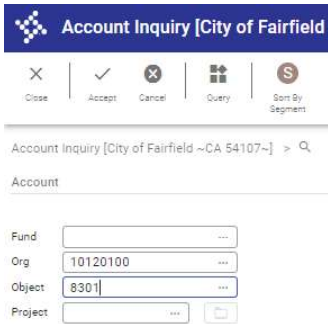 Account Inquiry [City of Fairfield
Close Accept Cancel Query Sort By Segment
Account Inquiry [City of Fairfield ~CA 54107~] >
Account
Fund ...
Org 10120100 ...
Object 8301 ...
Project ...